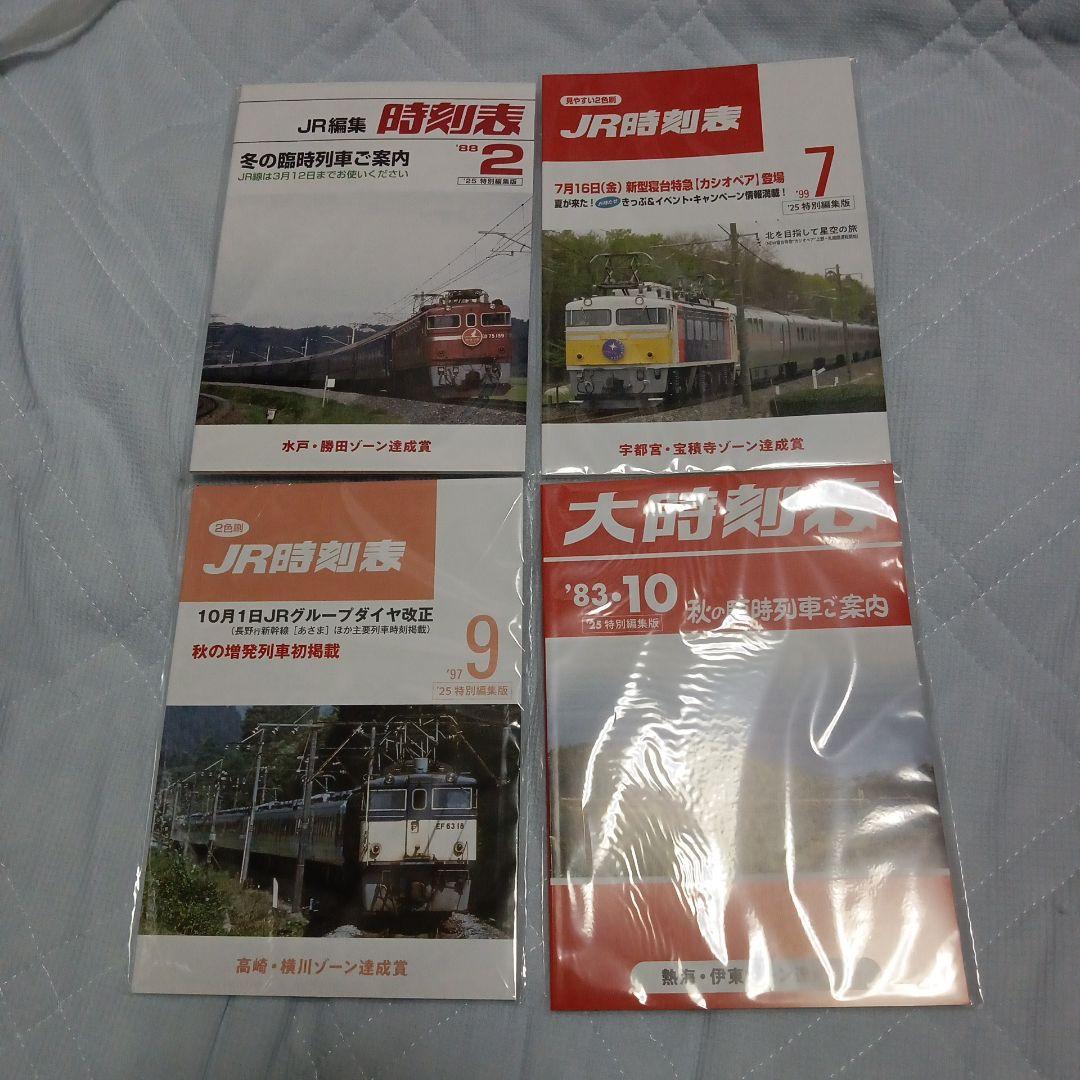 JR編集 時刻表
'88 2
冬の臨時列車ご案内
JR線は3月12日までお使いください
'25 特別編集版
水戸・勝田ゾーン達成賞
見やすい2色刷
JR時刻表
7月16日(金) 新型寝台特急【カシオペア】登場
夏が来た! きっぷ&イベント・キャンペーン情報満載!
'99 7
'25 特別編集版
北を目指して星空の旅
宇都宮・宝積寺ゾーン達成賞
2色刷
JR時刻表
10月1日JRグループダイヤ改正
(長野行新幹線 [あさま] ほか主要列車時刻掲載)
秋の増発列車初掲載
'97 9
'25 特別編集版
EF63 18
高崎・横川ゾーン達成賞
大時刻表
'83・10 秋の臨時列車ご案内
'25 特別編集版
熱海・伊東